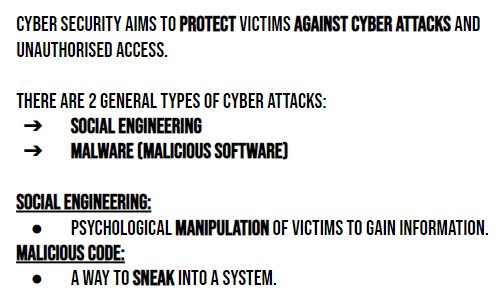 CYBER SECURITY AIMS TO PROTECT VICTIMS AGAINST CYBER ATTACKS AND
UNAUTHORISED ACCESS.
THERE ARE 2 GENERAL TYPES OF CYBER ATTACKS:
➔ SOCIAL ENGINEERING
➔ MALWARE (MALICIOUS SOFTWARE)
SOCIAL ENGINEERING:
● PSYCHOLOGICAL MANIPULATION OF VICTIMS TO GAIN INFORMATION.
MALICIOUS CODE:
● A WAY TO SNEAK INTO A SYSTEM.